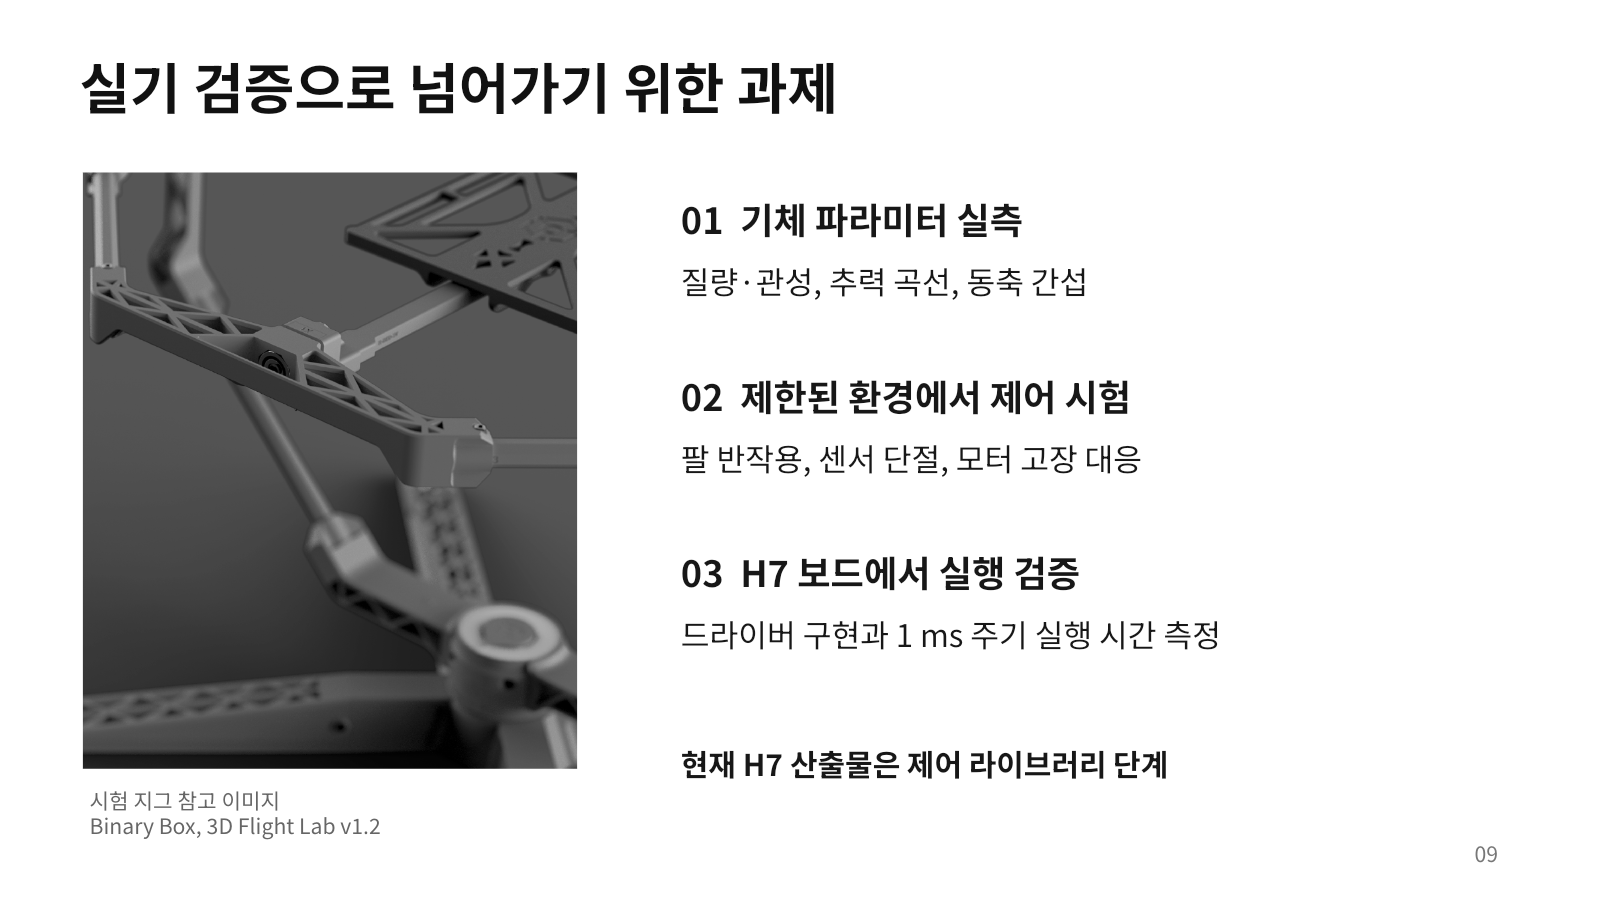 실기 검증으로 넘어가기 위한 과제
01 기체 파라미터 실측
질량·관성, 추력 곡선, 동축 간섭
02 제한된 환경에서 제어 시험
팔 반작용, 센서 단절, 모터 고장 대응
03 H7 보드에서 실행 검증
드라이버 구현과 1 ms 주기 실행 시간 측정
현재 H7 산출물은 제어 라이브러리 단계
시험 지그 참고 이미지
Binary Box, 3D Flight Lab v1.2
09